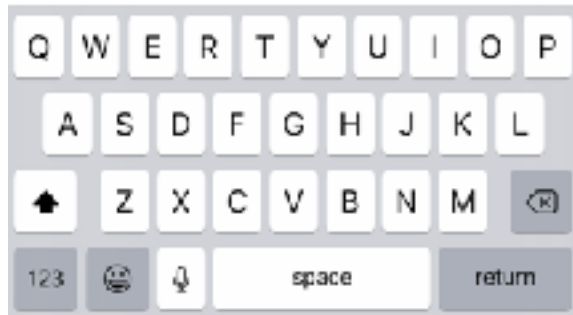 Q W E R T Y U I O P
A S D F G H J K L
Z X C V B N M
123 space return